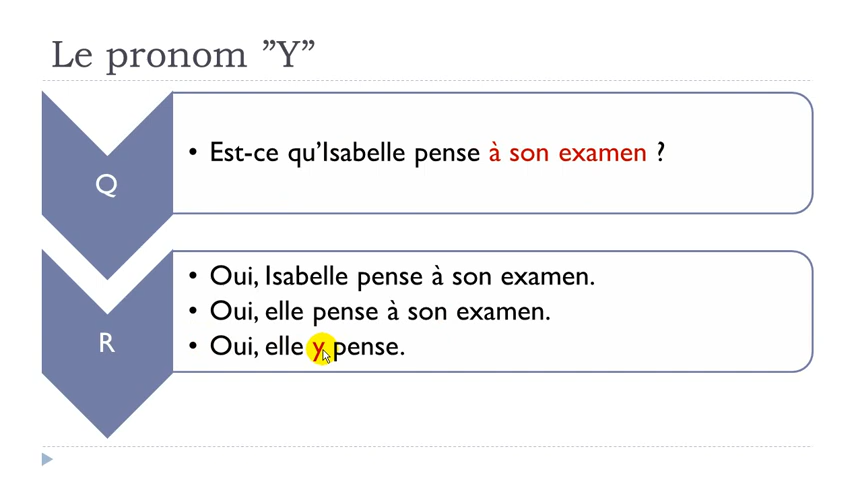 Le pronom ”Y”
Q
• Est-ce qu’Isabelle pense à son examen ?
R
• Oui, Isabelle pense à son examen.
• Oui, elle pense à son examen.
• Oui, elle y pense.